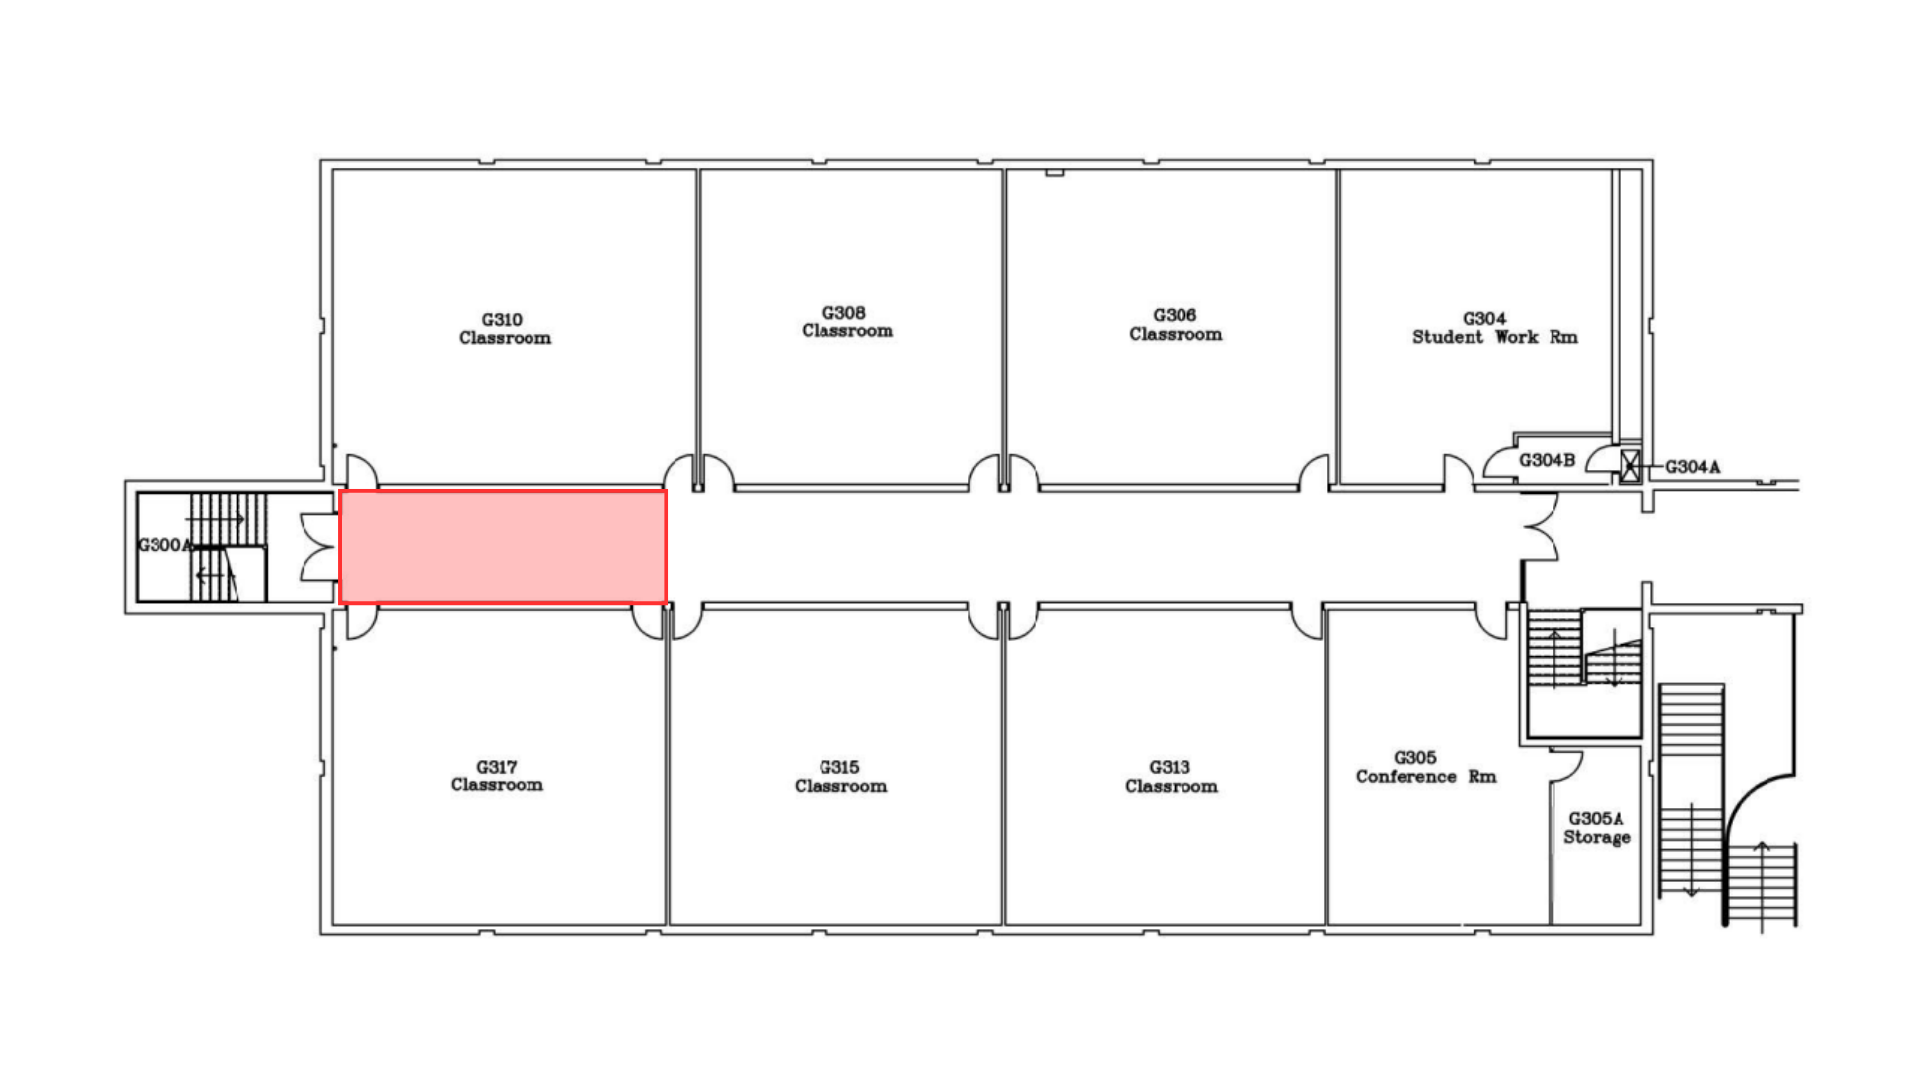 G310
Classroom
G308
Classroom
G306
Classroom
G304
Student Work Rm
G304B
G304A
G300A
G317
Classroom
G315
Classroom
G313
Classroom
G305
Conference Rm
G305A
Storage